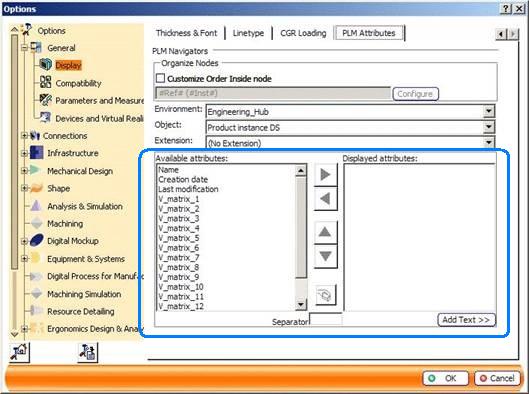 Options
Options
General
Display
Compatibility
Parameters and Measure
Devices and Virtual Reali
Connections
Infrastructure
Mechanical Design
Shape
Analysis & Simulation
Machining
Digital Mockup
Equipment & Systems
Digital Process for Manufac
Machining Simulation
Resource Detailing
Ergonomics Design & Analy
Thickness & Font
Linetype
CGR Loading
PLM Attributes
PLM Navigators
Organize Nodes
Customize Order Inside node
#Ref# (#Inst#)
Configure
Environment: Engineering_Hub
Object: Product instance DS
Extension: (No Extension)
Available attributes:
Name
Creation date
Last modification
V_matrix_1
V_matrix_2
V_matrix_3
V_matrix_4
V_matrix_5
V_matrix_6
V_matrix_7
V_matrix_8
V_matrix_9
V_matrix_10
V_matrix_11
V_matrix_12
Displayed attributes:
Separator
Add Text >>
OK
Cancel